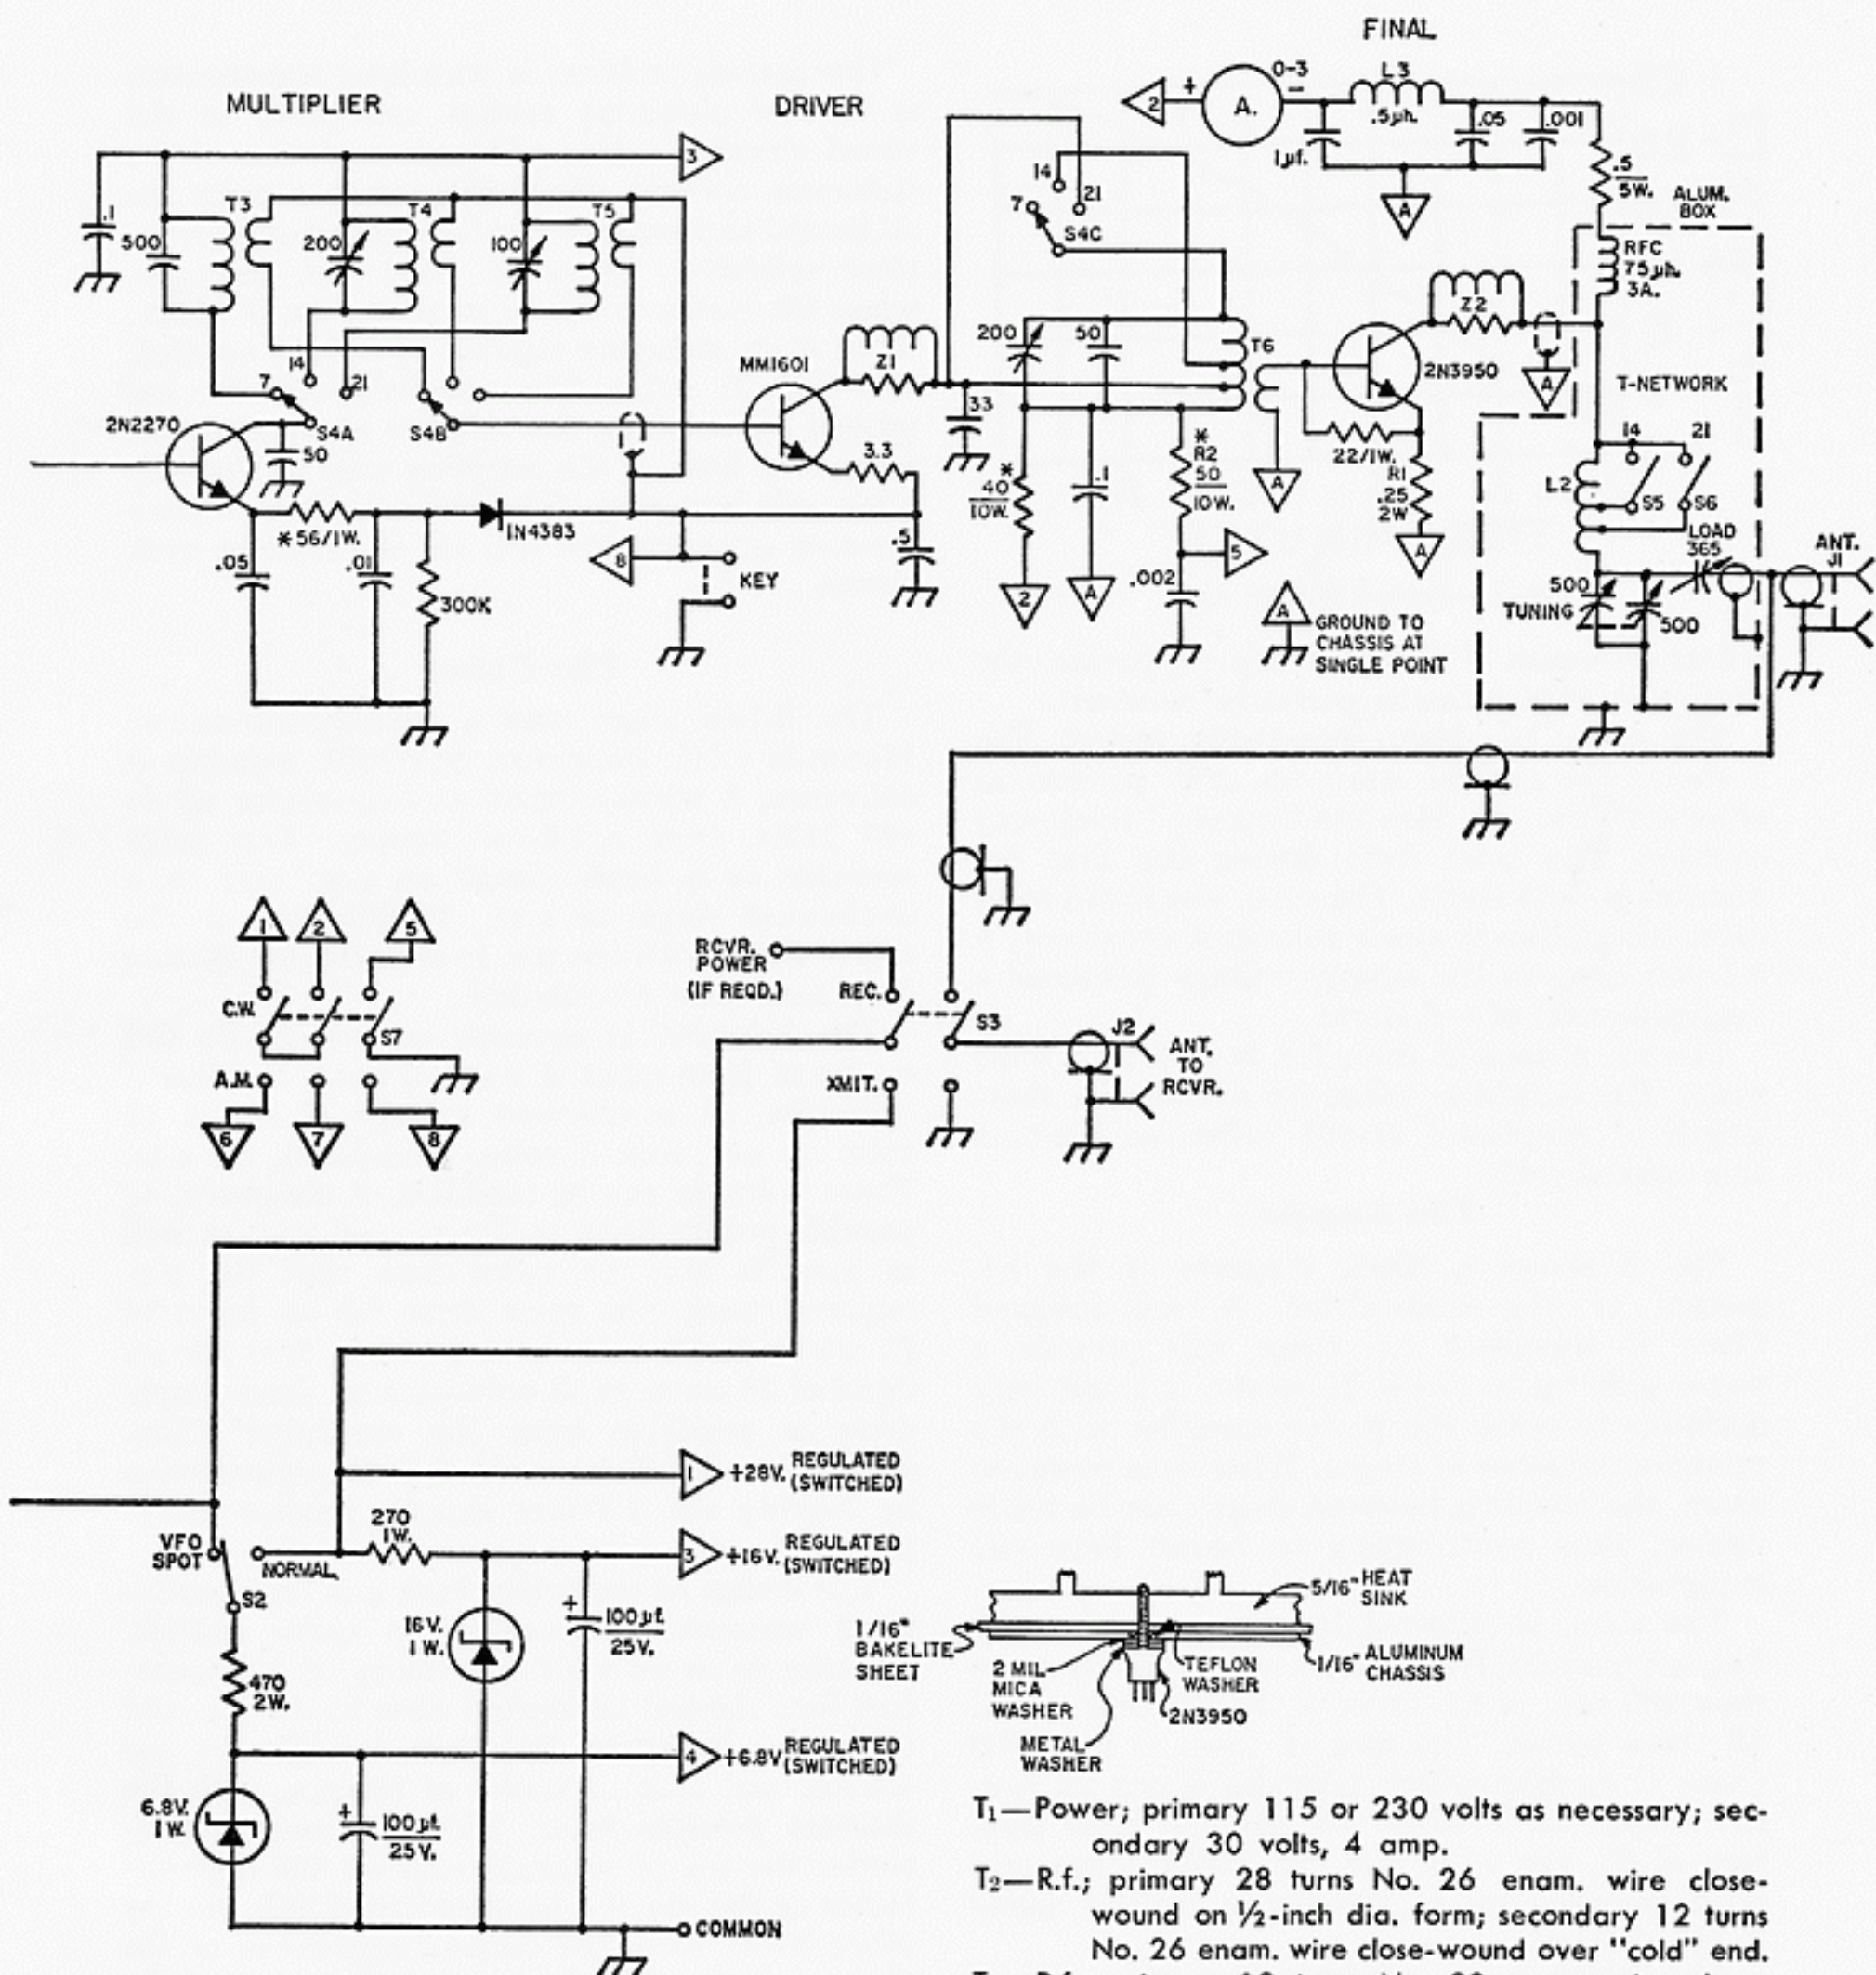 FINAL
MULTIPLIER
DRIVER
2
+
A.
0-3
−
L3
.5µh.
1µf.
.05
.001
A
.5
5W.
ALUM.
BOX
3
.1
500
T3
200
T4
100
T5
14
21
7
S4C
RFC
75µh.
3A.
7
14
21
S4A
S4B
2N2270
50
MM1601
Z1
33
3.3
200
50
T6
Z2
2N3950
A
T-NETWORK
14
21
L2
S5
S6
22/1W.
R1
.25
2W
A
A
*
40
10W.
.1
*
R2
50
10W.
5
2
A
.002
*56/1W.
1N4383
.05
.01
300K
8
KEY
.5
A
GROUND TO
CHASSIS AT
SINGLE POINT
LOAD
365
500
TUNING
500
ANT.
J1
1
2
5
C.W.
S7
A.M.
6
7
8
RCVR.
POWER
(IF REQD.)
REC.
S3
XMIT.
J2
ANT.
TO
RCVR.
1
+28V. REGULATED
(SWITCHED)
VFO
SPOT
NORMAL
S2
270
1W.
3
+16V. REGULATED
(SWITCHED)
16V.
1W.
+
100µf.
25V.
470
2W.
4
+6.8V REGULATED
(SWITCHED)
6.8V.
1W.
+
100µf.
25V.
COMMON
5/16" HEAT
SINK
1/16"
BAKELITE
SHEET
2 MIL
MICA
WASHER
TEFLON
WASHER
1/16" ALUMINUM
CHASSIS
2N3950
METAL
WASHER
T1—Power; primary 115 or 230 volts as necessary; sec-
ondary 30 volts, 4 amp.
T2—R.f.; primary 28 turns No. 26 enam. wire close-
wound on ½-inch dia. form; secondary 12 turns
No. 26 enam. wire close-wound over "cold" end.